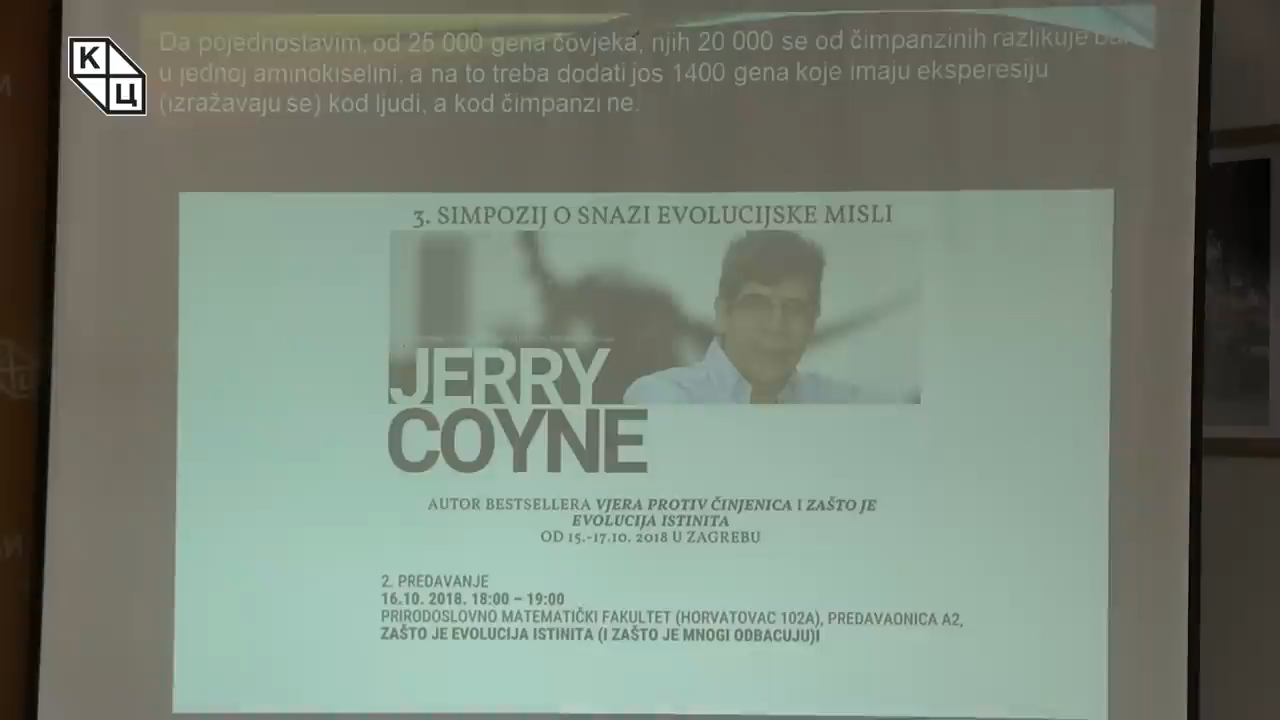 К
Ц
Da pojednostavim, od 25 000 gena čovjeka, njih 20 000 se od čimpanzinih razlikuje
u jednoj aminokiselini, a na to treba dodati jos 1400 gena koje imaju eksperesiju
(izražavaju se) kod ljudi, a kod čimpanzi ne.
3. SIMPOZIJ O SNAZI EVOLUCIJSKE MISLI
JERRY
COYNE
AUTOR BESTSELLERA VJERA PROTIV ČINJENICA I ZAŠTO JE
EVOLUCIJA ISTINITA
OD 15.-17.10. 2018 U ZAGREBU
2. PREDAVANJE
16.10. 2018. 18:00 – 19:00
PRIRODOSLOVNO MATEMATIČKI FAKULTET (HORVATOVAC 102A), PREDAVAONICA A2,
ZAŠTO JE EVOLUCIJA ISTINITA (I ZAŠTO JE MNOGI ODBACUJU)I